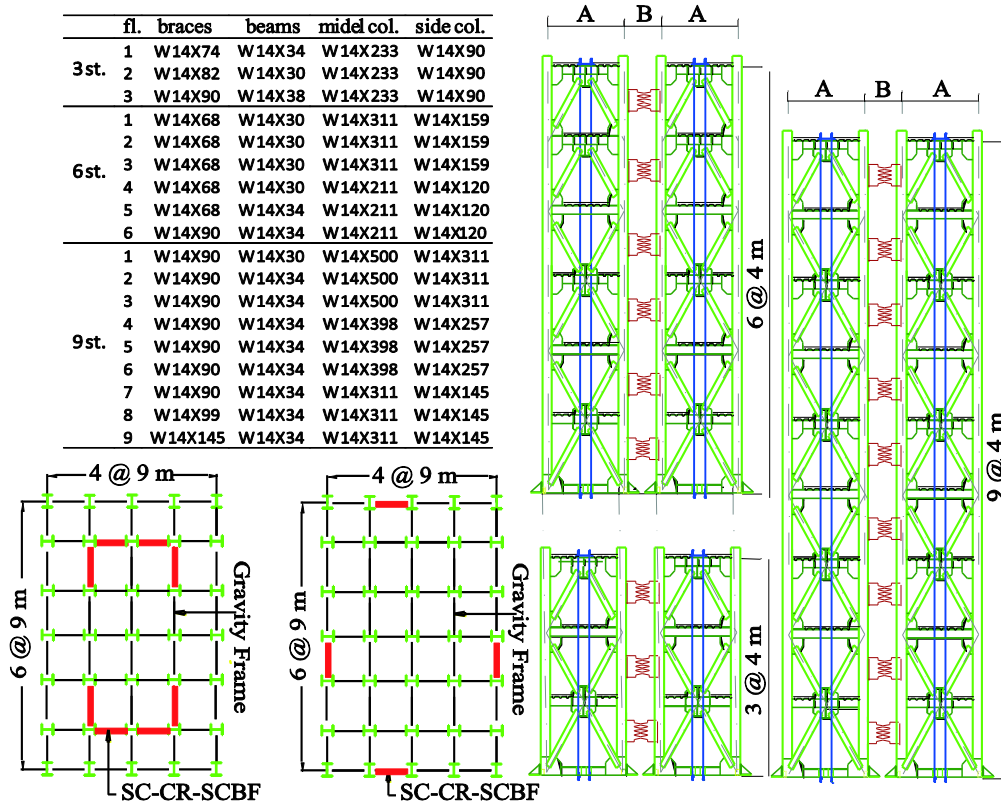 fl. braces beams midel col. side col.
3st.
1 W14X74 W14X34 W14X233 W14X90
2 W14X82 W14X30 W14X233 W14X90
3 W14X90 W14X38 W14X233 W14X90
6st.
1 W14X68 W14X30 W14X311 W14X159
2 W14X68 W14X30 W14X311 W14X159
3 W14X68 W14X30 W14X311 W14X159
4 W14X68 W14X30 W14X211 W14X120
5 W14X68 W14X34 W14X211 W14X120
6 W14X90 W14X34 W14X211 W14X120
9st.
1 W14X90 W14X30 W14X500 W14X311
2 W14X90 W14X34 W14X500 W14X311
3 W14X90 W14X34 W14X500 W14X311
4 W14X90 W14X34 W14X398 W14X257
5 W14X90 W14X34 W14X398 W14X257
6 W14X90 W14X34 W14X398 W14X257
7 W14X90 W14X34 W14X311 W14X145
8 W14X99 W14X34 W14X311 W14X145
9 W14X145 W14X34 W14X311 W14X145
A B A
6 @ 4 m
A B A
9 @ 4 m
3 @ 4 m
4 @ 9 m
6 @ 9 m
Gravity Frame
SC-CR-SCBF
4 @ 9 m
6 @ 9 m
Gravity Frame
SC-CR-SCBF